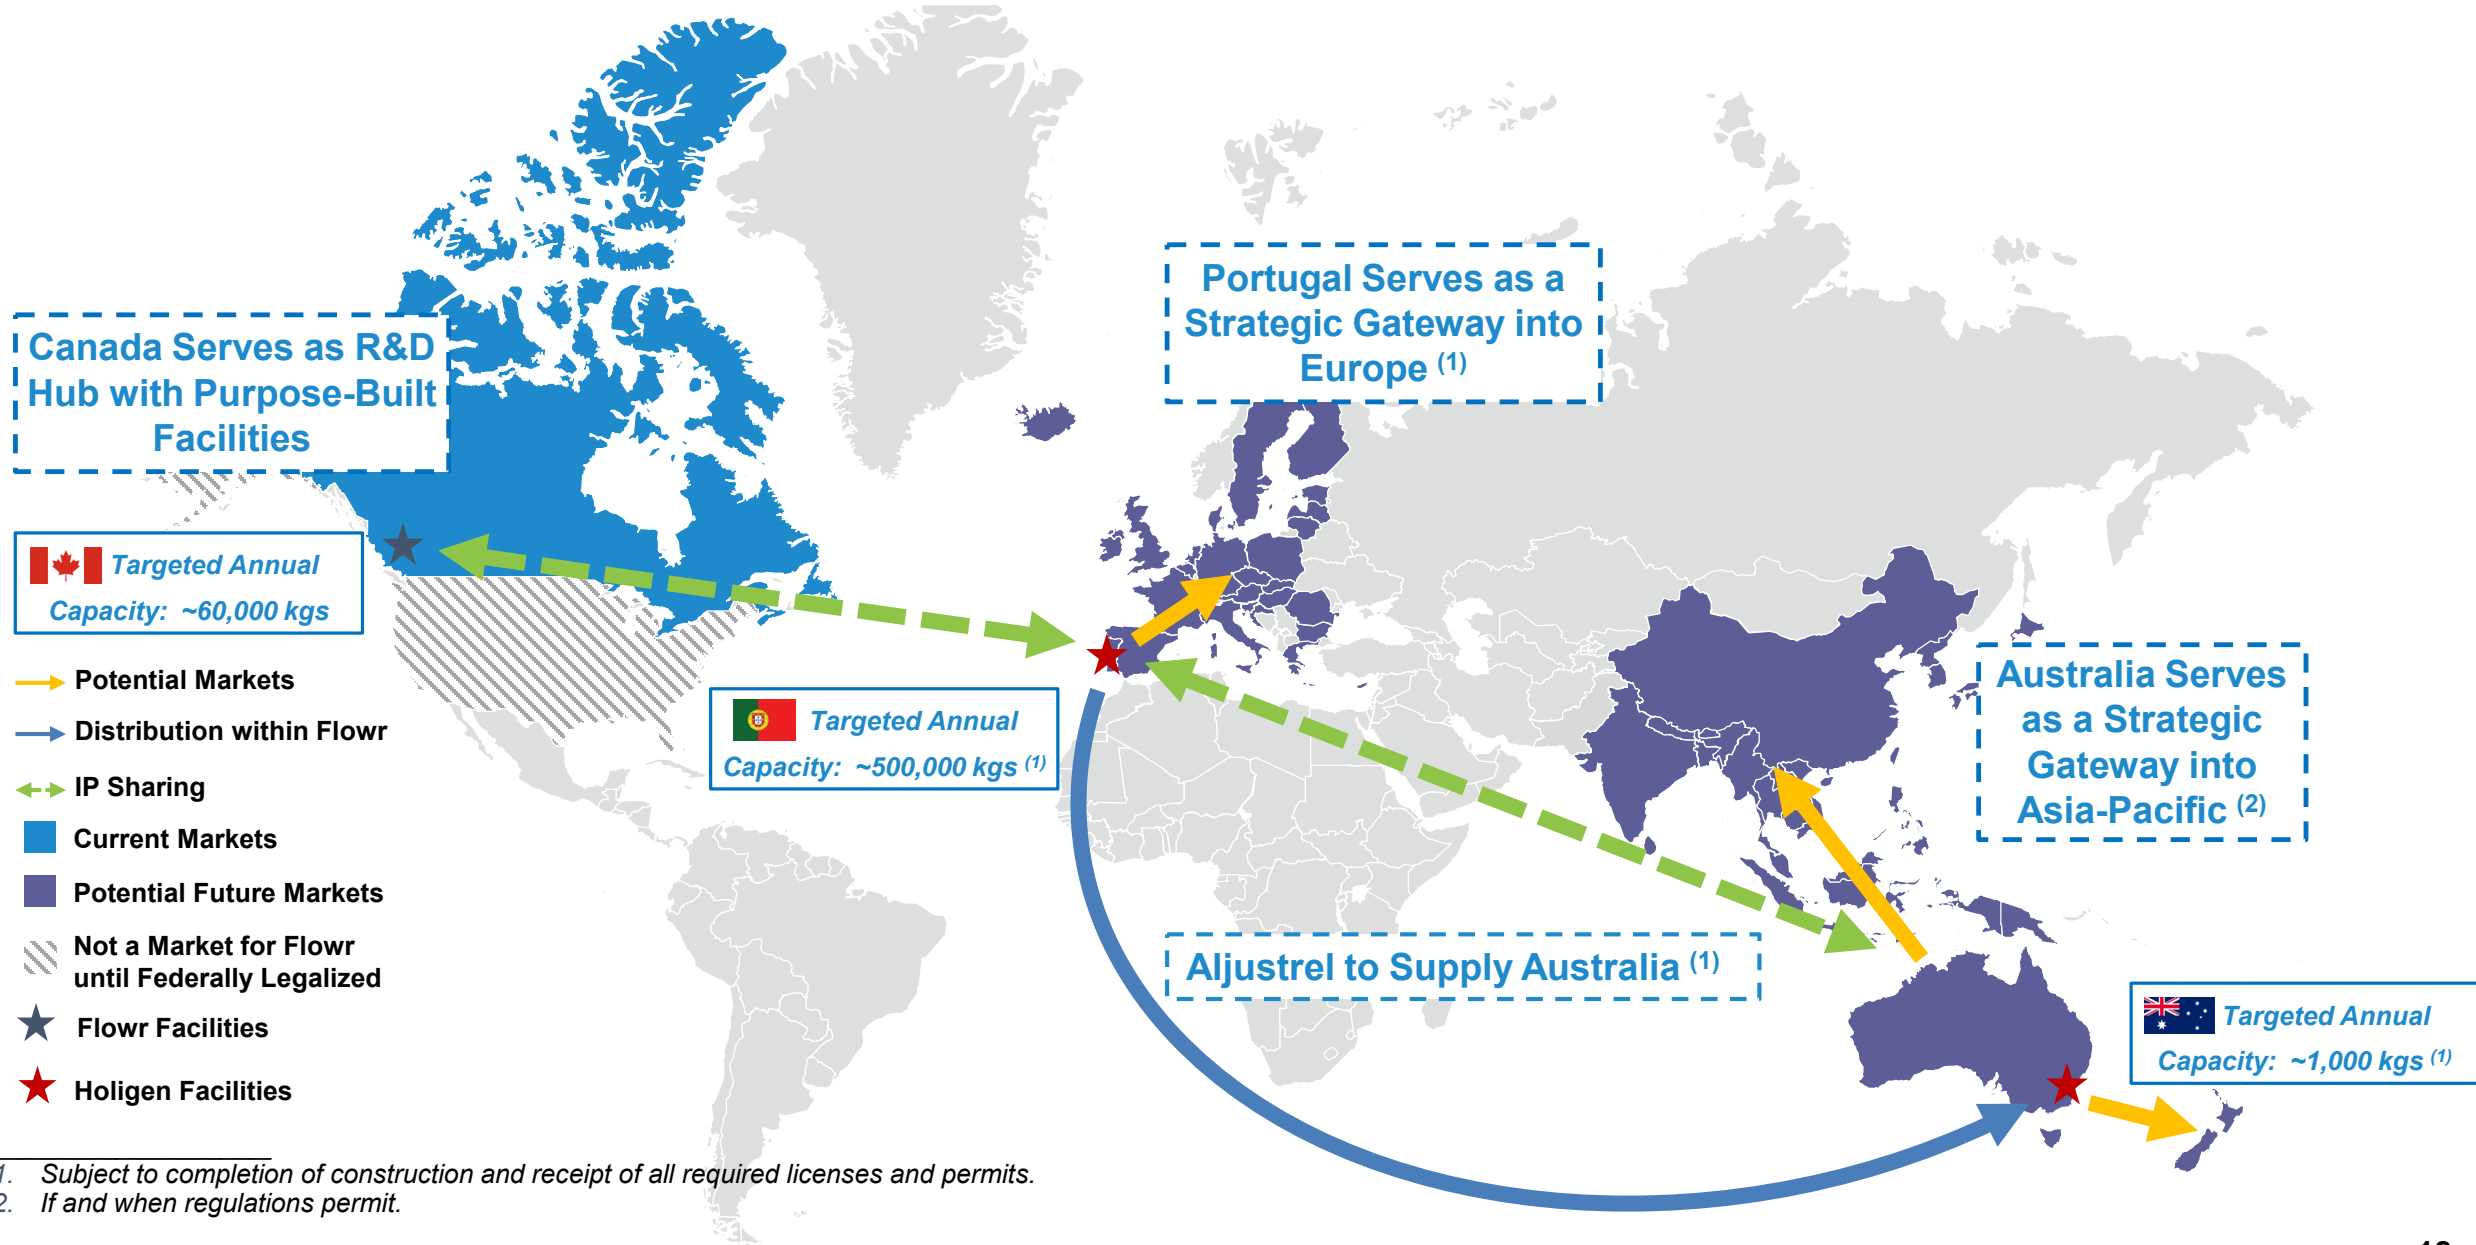 Canada Serves as R&D
Hub with Purpose-Built
Facilities
Portugal Serves as a
Strategic Gateway into
Europe (1)
Targeted Annual
Capacity: ~60,000 kgs
Potential Markets
Distribution within Flowr
IP Sharing
Current Markets
Potential Future Markets
Not a Market for Flowr
until Federally Legalized
Flowr Facilities
Holigen Facilities
Targeted Annual
Capacity: ~500,000 kgs (1)
Australia Serves
as a Strategic
Gateway into
Asia-Pacific (2)
Aljustrel to Supply Australia (1)
Targeted Annual
Capacity: ~1,000 kgs (1)
1. Subject to completion of construction and receipt of all required licenses and permits.
2. If and when regulations permit.